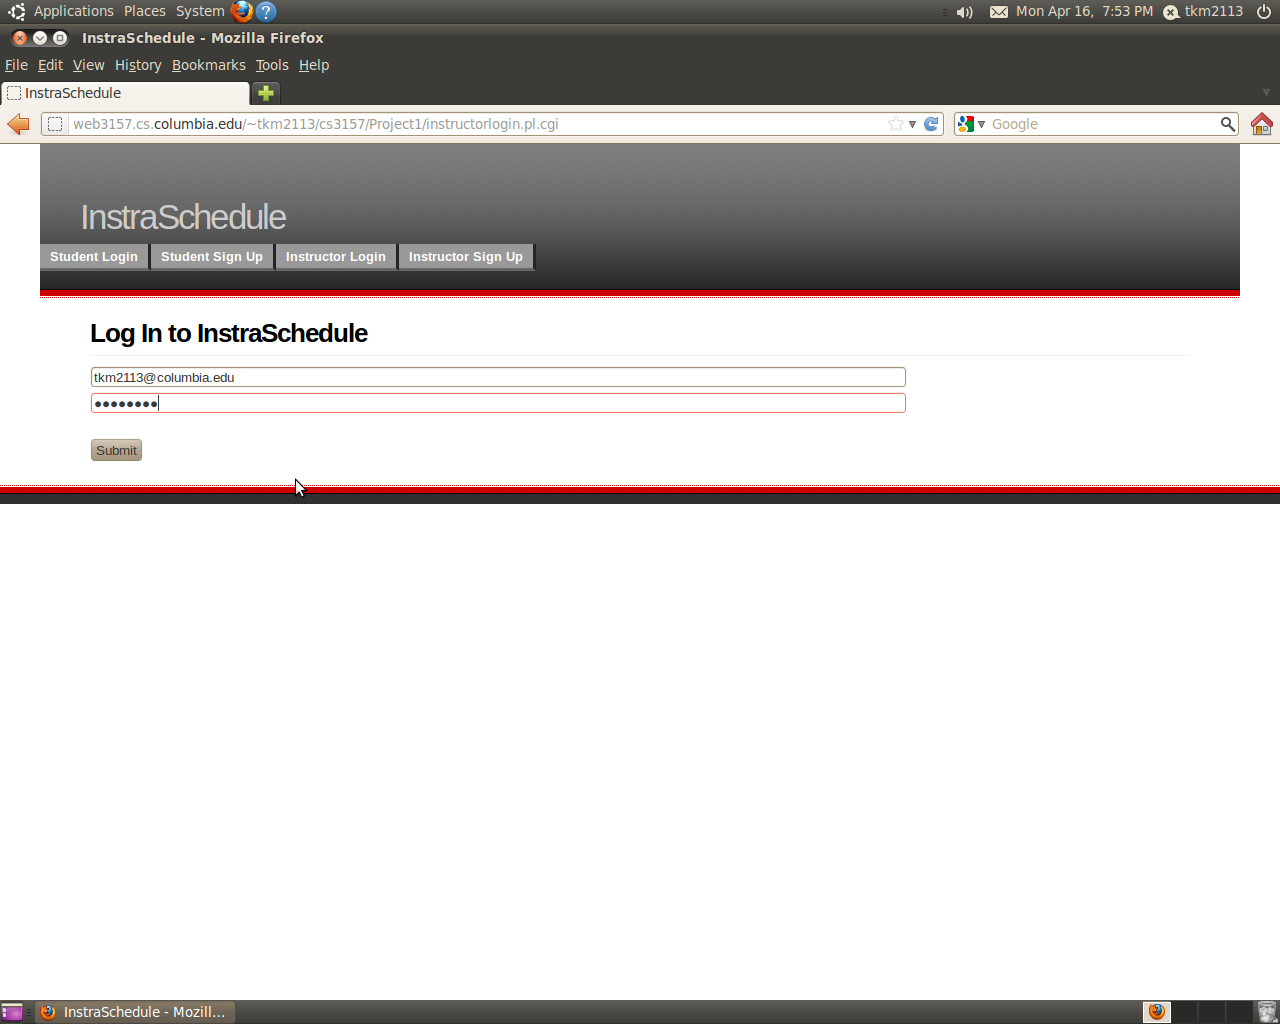 Applications Places System Mon Apr 16, 7:53 PM tkm2113
InstraSchedule - Mozilla Firefox
File Edit View History Bookmarks Tools Help
InstraSchedule
web3157.cs.columbia.edu/~tkm2113/cs3157/Project1/instructorlogin.pl.cgi Google
InstraSchedule
Student Login Student Sign Up Instructor Login Instructor Sign Up
Log In to InstraSchedule
tkm2113@columbia.edu
••••••••
Submit
InstraSchedule - Mozill...